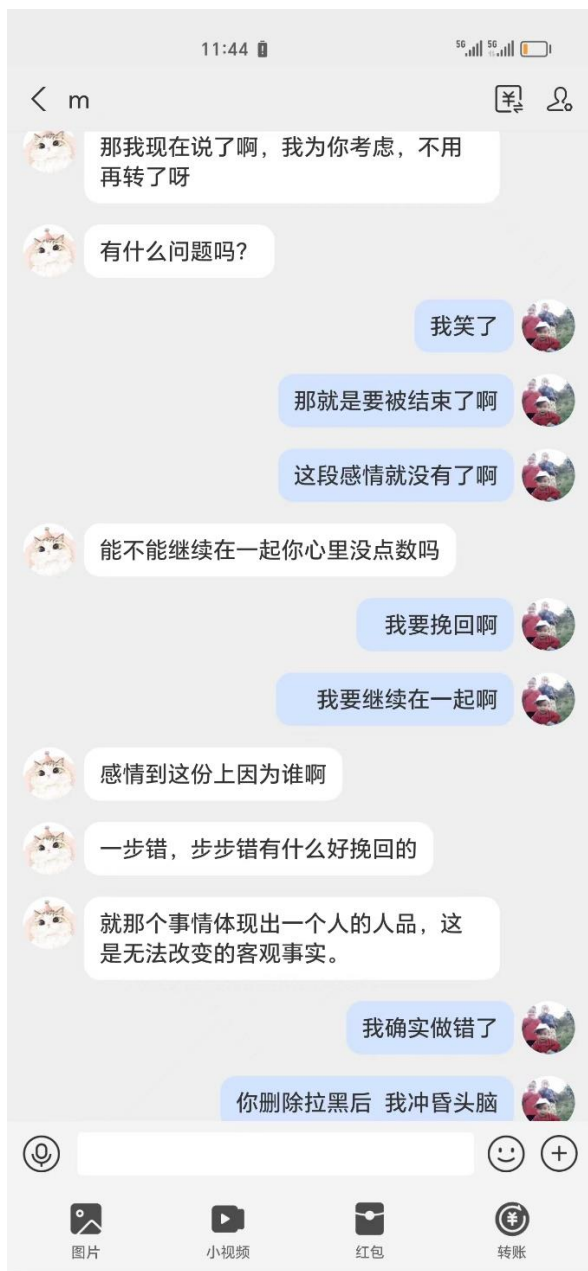 11:44
5G 5G
m
那我现在说了啊，我为你考虑，不用
再转了呀
有什么问题吗？
我笑了
那就是要被结束了啊
这段感情就没有了啊
能不能继续在一起你心里没点数吗
我要挽回啊
我要继续在一起啊
感情到这份上因为谁啊
一步错，步步错有什么好挽回的
就那个事情体现出一个人的人品，这
是无法改变的客观事实。
我确实做错了
你删除拉黑后 我冲昏头脑
图片 小视频 红包 转账